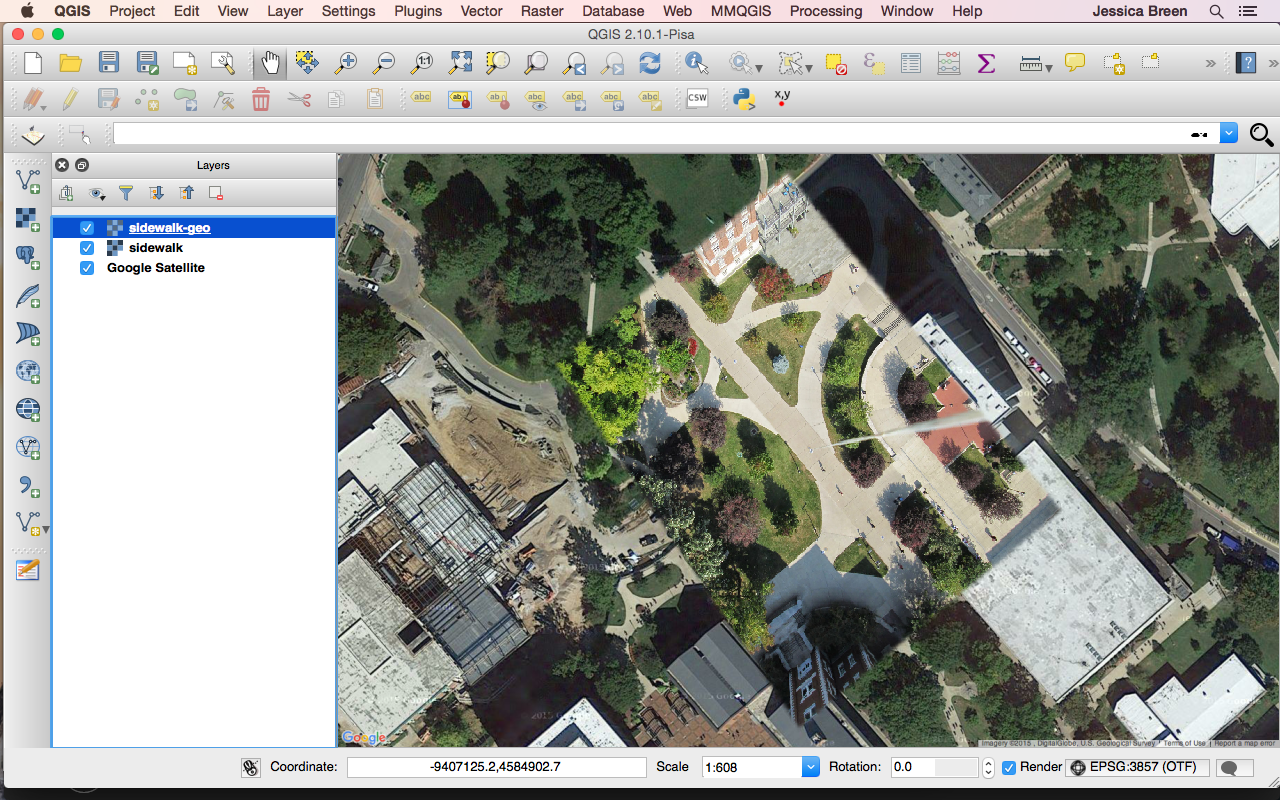 QGIS Project Edit View Layer Settings Plugins Vector Raster Database Web MMQGIS Processing Window Help Jessica Breen
QGIS 2.10.1-Pisa
1:1
abc ab abc abc abc abc abc CSW x,y
Layers
sidewalk-geo
sidewalk
Google Satellite
Google
Imagery ©2015 , DigitalGlobe, U.S. Geological Survey Terms of Use Report a map error
Coordinate: -9407125.2,4584902.7 Scale 1:608 Rotation: 0.0 Render EPSG:3857 (OTF)